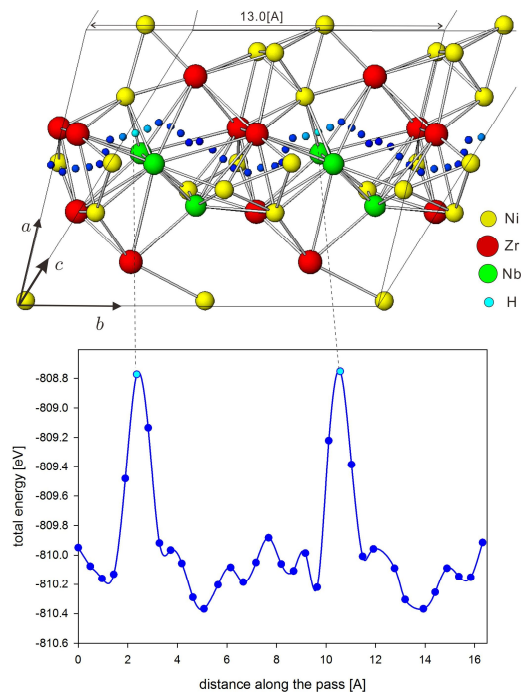 13.0[A]
a
c
b
Ni
Zr
Nb
H
-808.8
-809.0
-809.2
-809.4
-809.6
-809.8
-810.0
-810.2
-810.4
-810.6
total energy [eV]
0 2 4 6 8 10 12 14 16
distance along the pass [A]